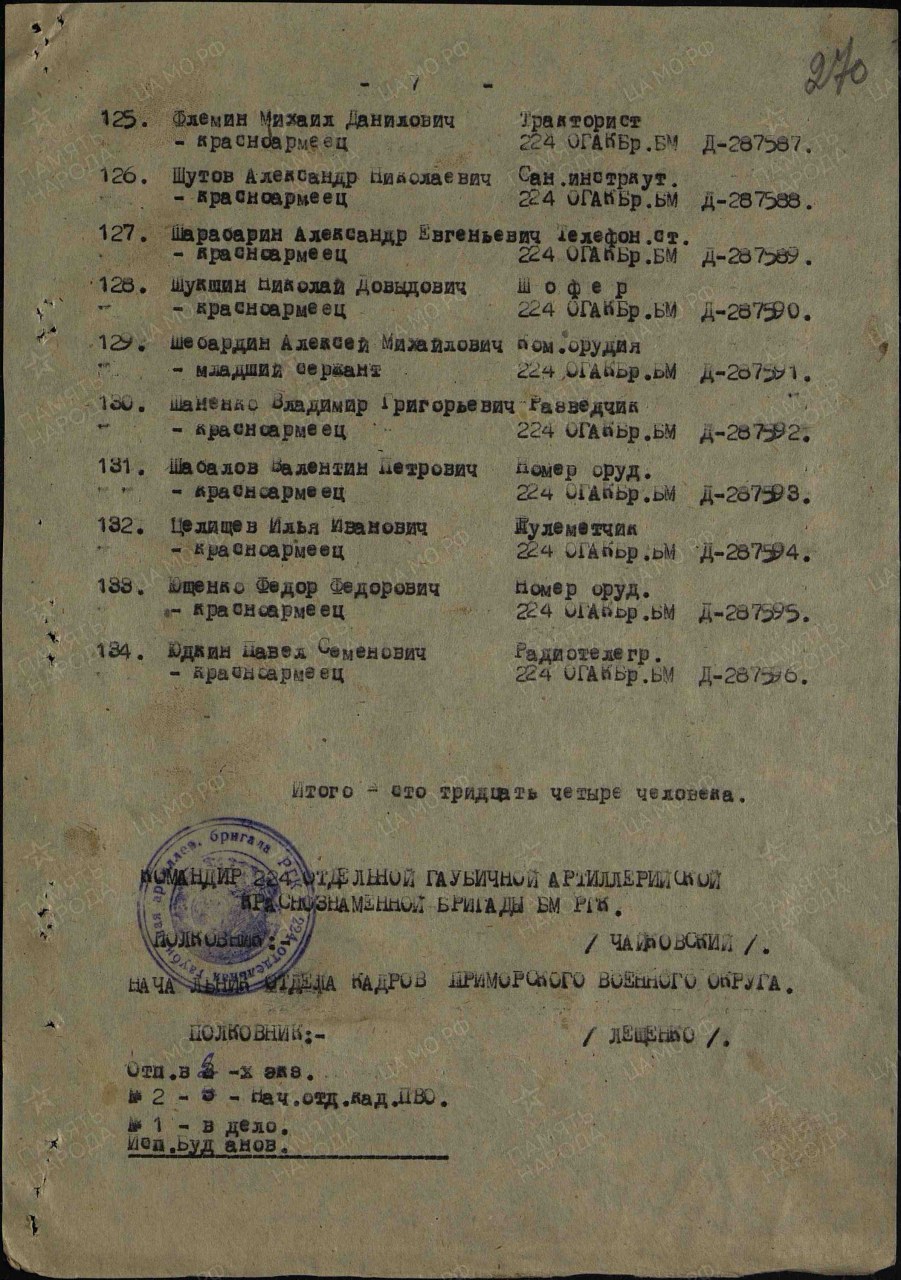 270
- 7 -
125. Флемин Михаил Данилович Тракторист
- красноармеец 224 ОГАКБр.БМ Д-287587.
126. Шутов Александр Николаевич Сан.инстркут.
- красноармеец 224 ОГАКБр.БМ Д-287588.
127. Шарабарин Александр Евгеньевич Телефон.ст.
- красноармеец 224 ОГАКБр.БМ Д-287589.
128. Шукшин Николай Довыдович Ш о ф е р
- красноармеец 224 ОГАКБр.БМ Д-287590.
129. Шебардин Алексей Михайлович Ком.орудия
- младший сержант 224 ОГАКБр.БМ Д-287591.
130. Шаненко Владимир Григорьевич Разведчик
- красноармеец 224 ОГАКБр.БМ Д-287592.
131. Шабалов Валентин Петрович Номер оруд.
- красноармеец 224 ОГАКБр.БМ Д-287593.
132. Целищев Илья Иванович Пулеметчик
- красноармеец 224 ОГАКБр.БМ Д-287594.
133. Ющенко Федор Федорович Номер оруд.
- красноармеец 224 ОГАКБр.БМ Д-287595.
134. Юдкин Павел Семенович Радиотелегр.
- красноармеец 224 ОГАКБр.БМ Д-287596.
Итого - сто тридцать четыре человека.
КОМАНДИР 224 ОТДЕЛЬНОЙ ГАУБИЧНОЙ АРТИЛЛЕРИЙСКОЙ
КРАСНОЗНАМЕННОЙ БРИГАДЫ БМ РГК.
ПОЛКОВНИК:- / ЧАЙКОВСКИЙ /.
НАЧАЛЬНИК ОТДЕЛА КАДРОВ ПРИМОРСКОГО ВОЕННОГО ОКРУГА.
ПОЛКОВНИК:- / ЛЕЩЕНКО /.
Отп.в -х экз.
№ 2 - - Нач.отд.кад.ПВО.
№ 1 - в дело.
Исп.Буданов.